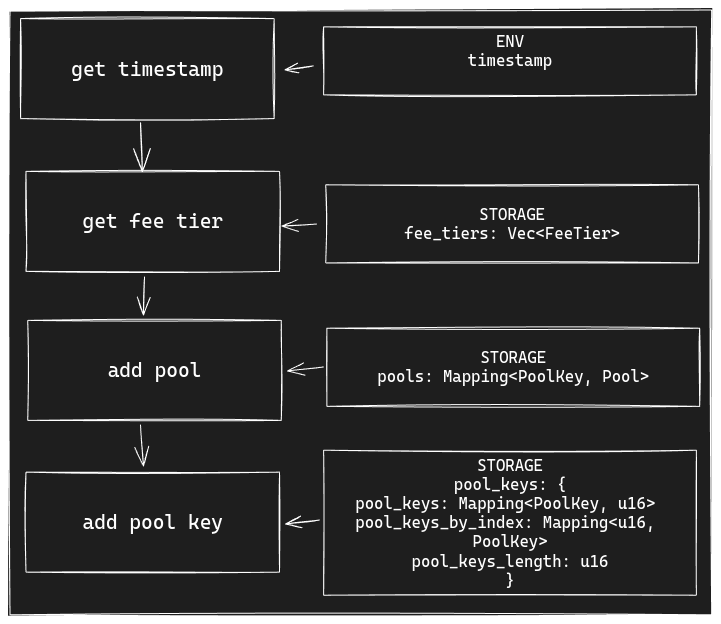 get timestamp
ENV
timestamp
get fee tier
STORAGE
fee_tiers: Vec<FeeTier>
add pool
STORAGE
pools: Mapping<PoolKey, Pool>
add pool key
STORAGE
pool_keys: {
pool_keys: Mapping<PoolKey, u16>
pool_keys_by_index: Mapping<u16,
PoolKey>
pool_keys_length: u16
}